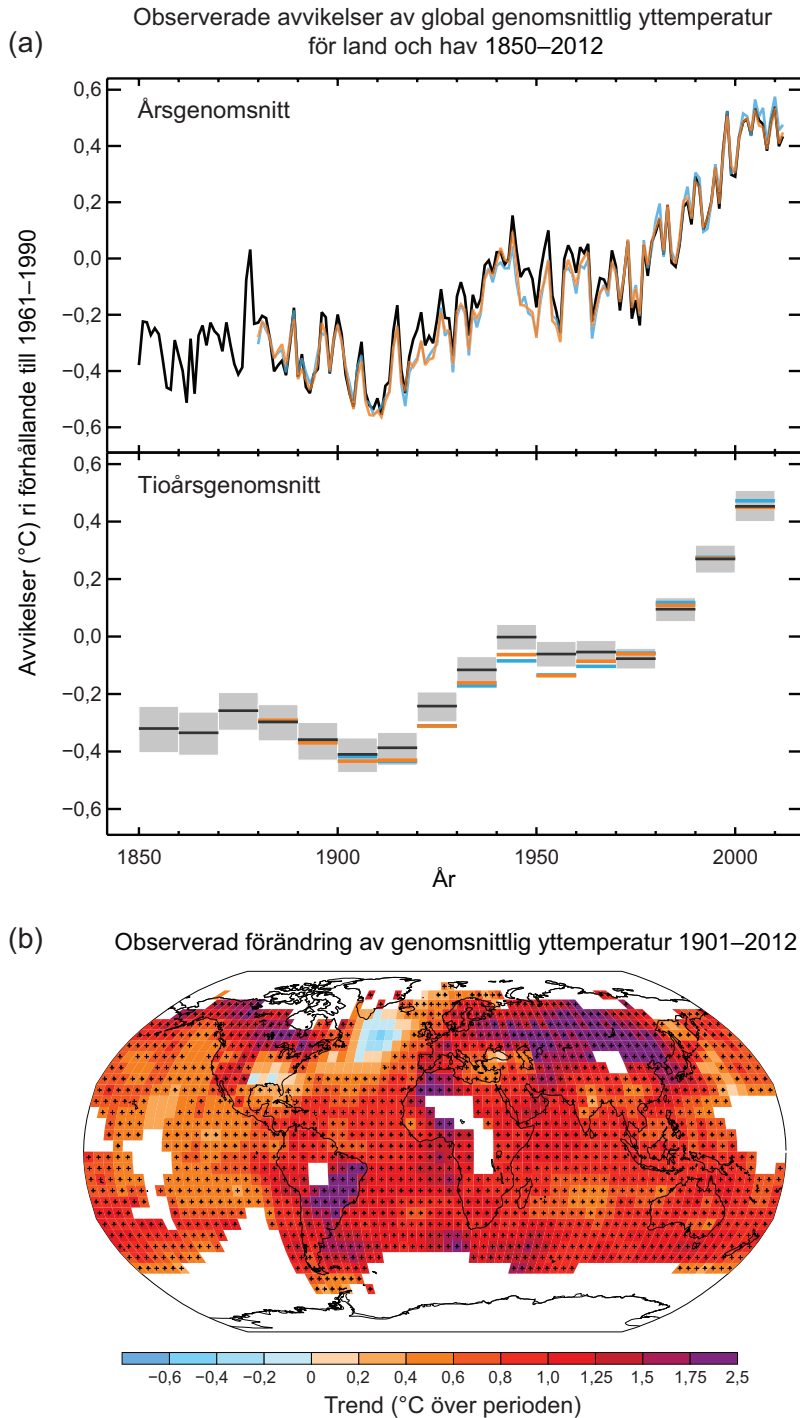 Observerade avvikelser av global genomsnittlig yttemperatur
för land och hav 1850–2012
(a)
Avvikelser (°C) ri förhållande till 1961–1990
Årsgenomsnitt
0,6
0,4
0,2
0,0
−0,2
−0,4
−0,6
Tioårsgenomsnitt
0,6
0,4
0,2
0,0
−0,2
−0,4
−0,6
1850 1900 1950 2000
År
(b)
Observerad förändring av genomsnittlig yttemperatur 1901–2012
−0,6 −0,4 −0,2 0 0,2 0,4 0,6 0,8 1,0 1,25 1,5 1,75 2,5
Trend (°C över perioden)